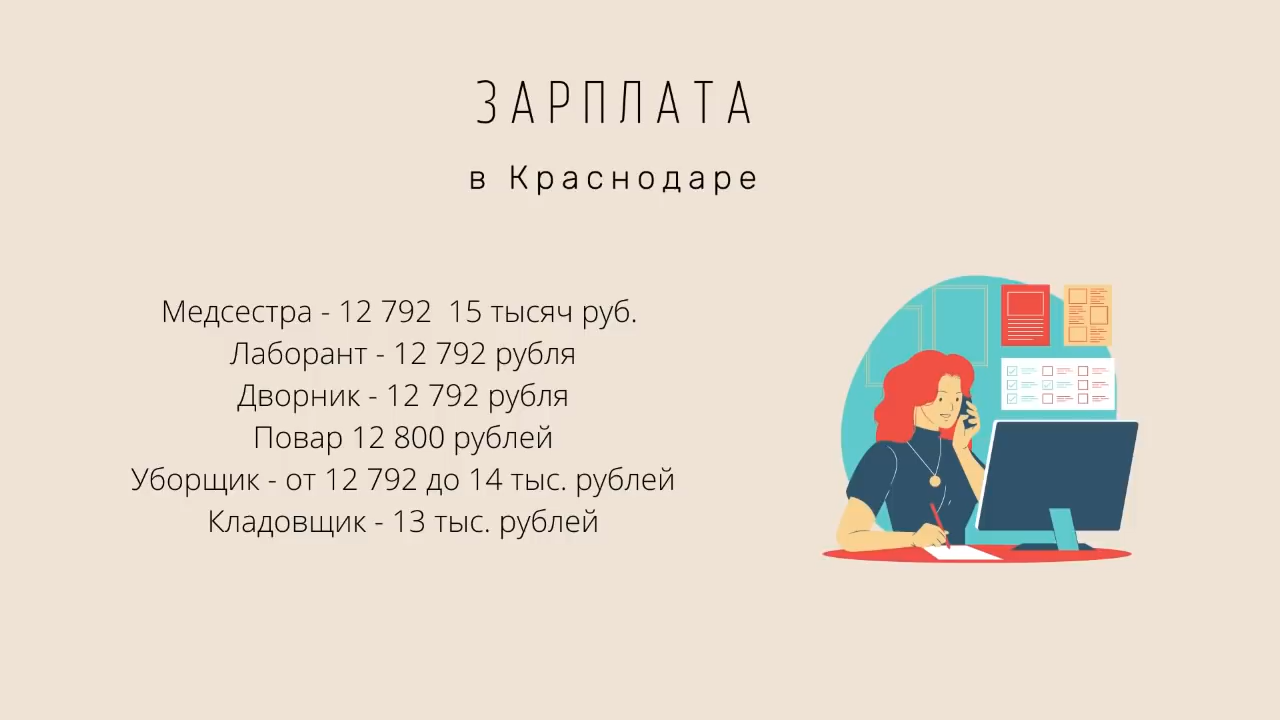 ЗАРПЛАТА
в Краснодаре
Медсестра - 12 792  15 тысяч руб.
Лаборант - 12 792 рубля
Дворник - 12 792 рубля
Повар 12 800 рублей
Уборщик - от 12 792 до 14 тыс. рублей
Кладовщик - 13 тыс. рублей